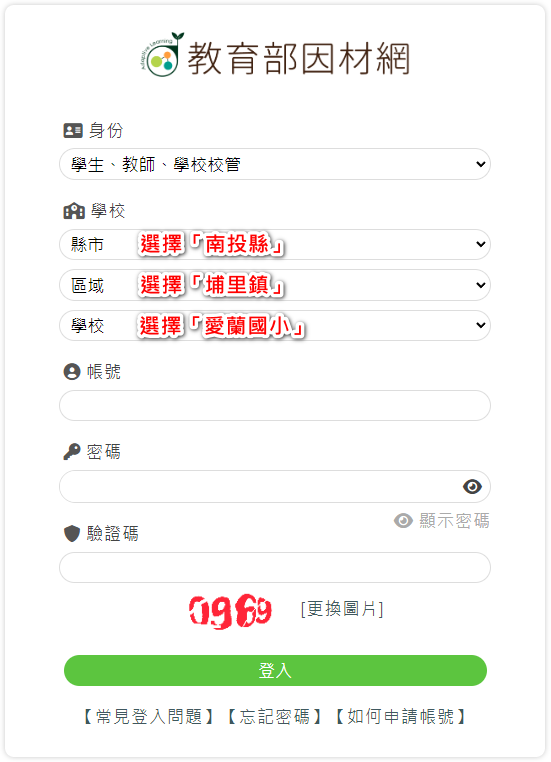 Adaptive Learning
教育部因材網
身份
學生、教師、學校校管
學校
縣市 選擇「南投縣」
區域 選擇「埔里鎮」
學校 選擇「愛蘭國小」
帳號
密碼
顯示密碼
驗證碼
0969 [更換圖片]
登入
【常見登入問題】【忘記密碼】【如何申請帳號】